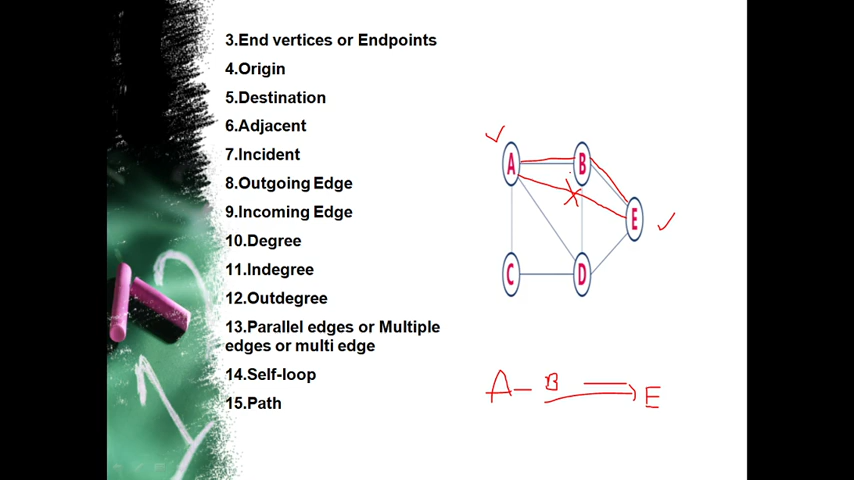 3.End vertices or Endpoints
4.Origin
5.Destination
6.Adjacent
7.Incident
8.Outgoing Edge
9.Incoming Edge
10.Degree
11.Indegree
12.Outdegree
13.Parallel edges or Multiple
edges or multi edge
14.Self-loop
15.Path
A B
E
C D
A – B E